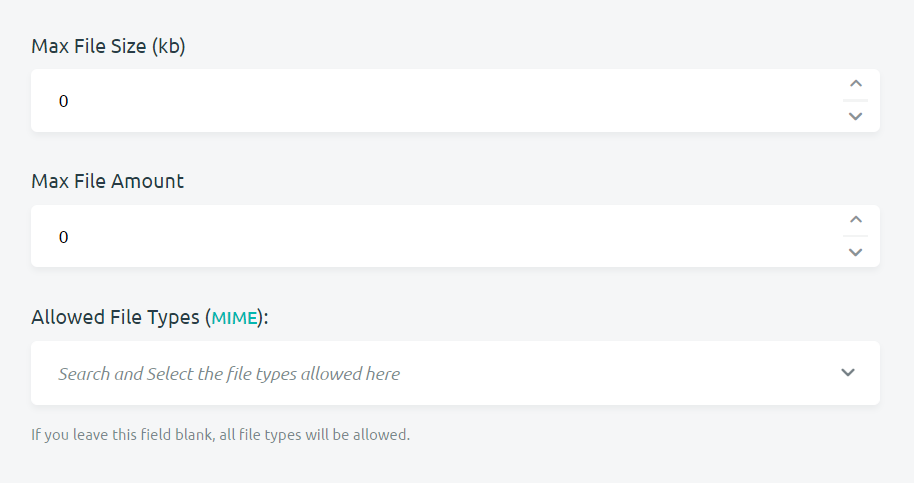 Max File Size (kb)
0
Max File Amount
0
Allowed File Types (MIME):
Search and Select the file types allowed here
If you leave this field blank, all file types will be allowed.